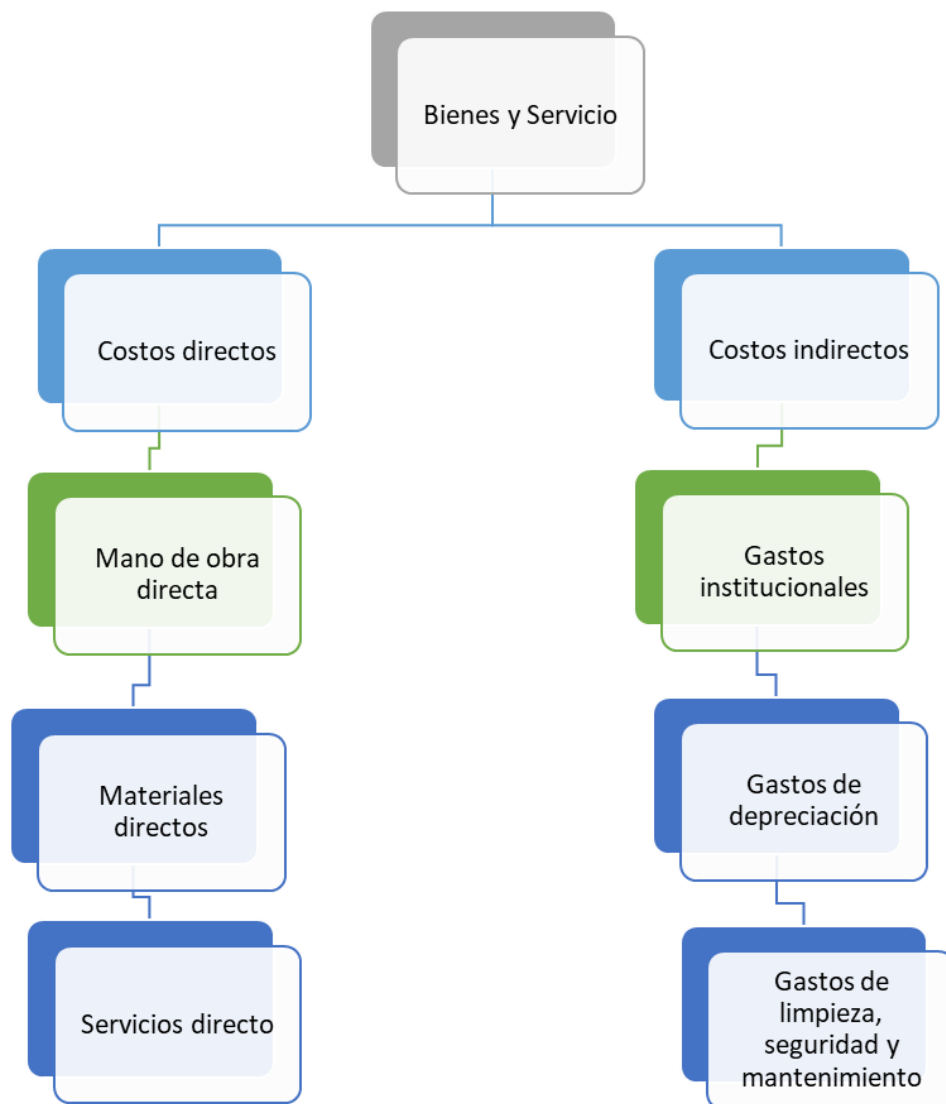 Bienes y Servicio
Costos directos
Costos indirectos
Mano de obra
directa
Gastos
institucionales
Materiales
directos
Gastos de
depreciación
Servicios directo
Gastos de
limpieza,
seguridad y
mantenimiento